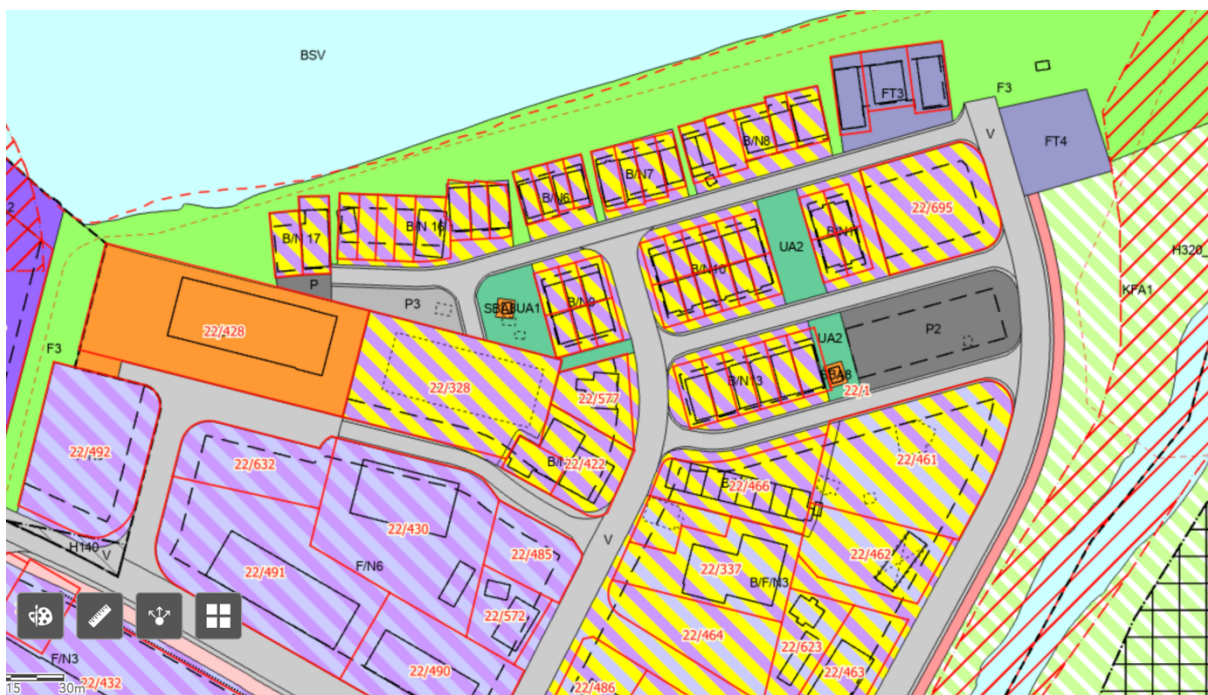 BSV
F3
FT3
V
FT4
B/N8
B/N7
B/N6
B/N 16
B/N 17
22/695
H320
UA2
B/N10
KFA1
P
P3
UA1
B/N9
P2
UA2
22/428
F3
22/328
22/577
B/N13
22/1
22/492
22/632
22/422
22/466
22/461
22/430
H140
V
V
22/485
22/462
22/491
F/N6
22/337
B/F/N3
22/572
22/464
22/623
F/N3
22/490
22/463
22/432
22/486
15
30m